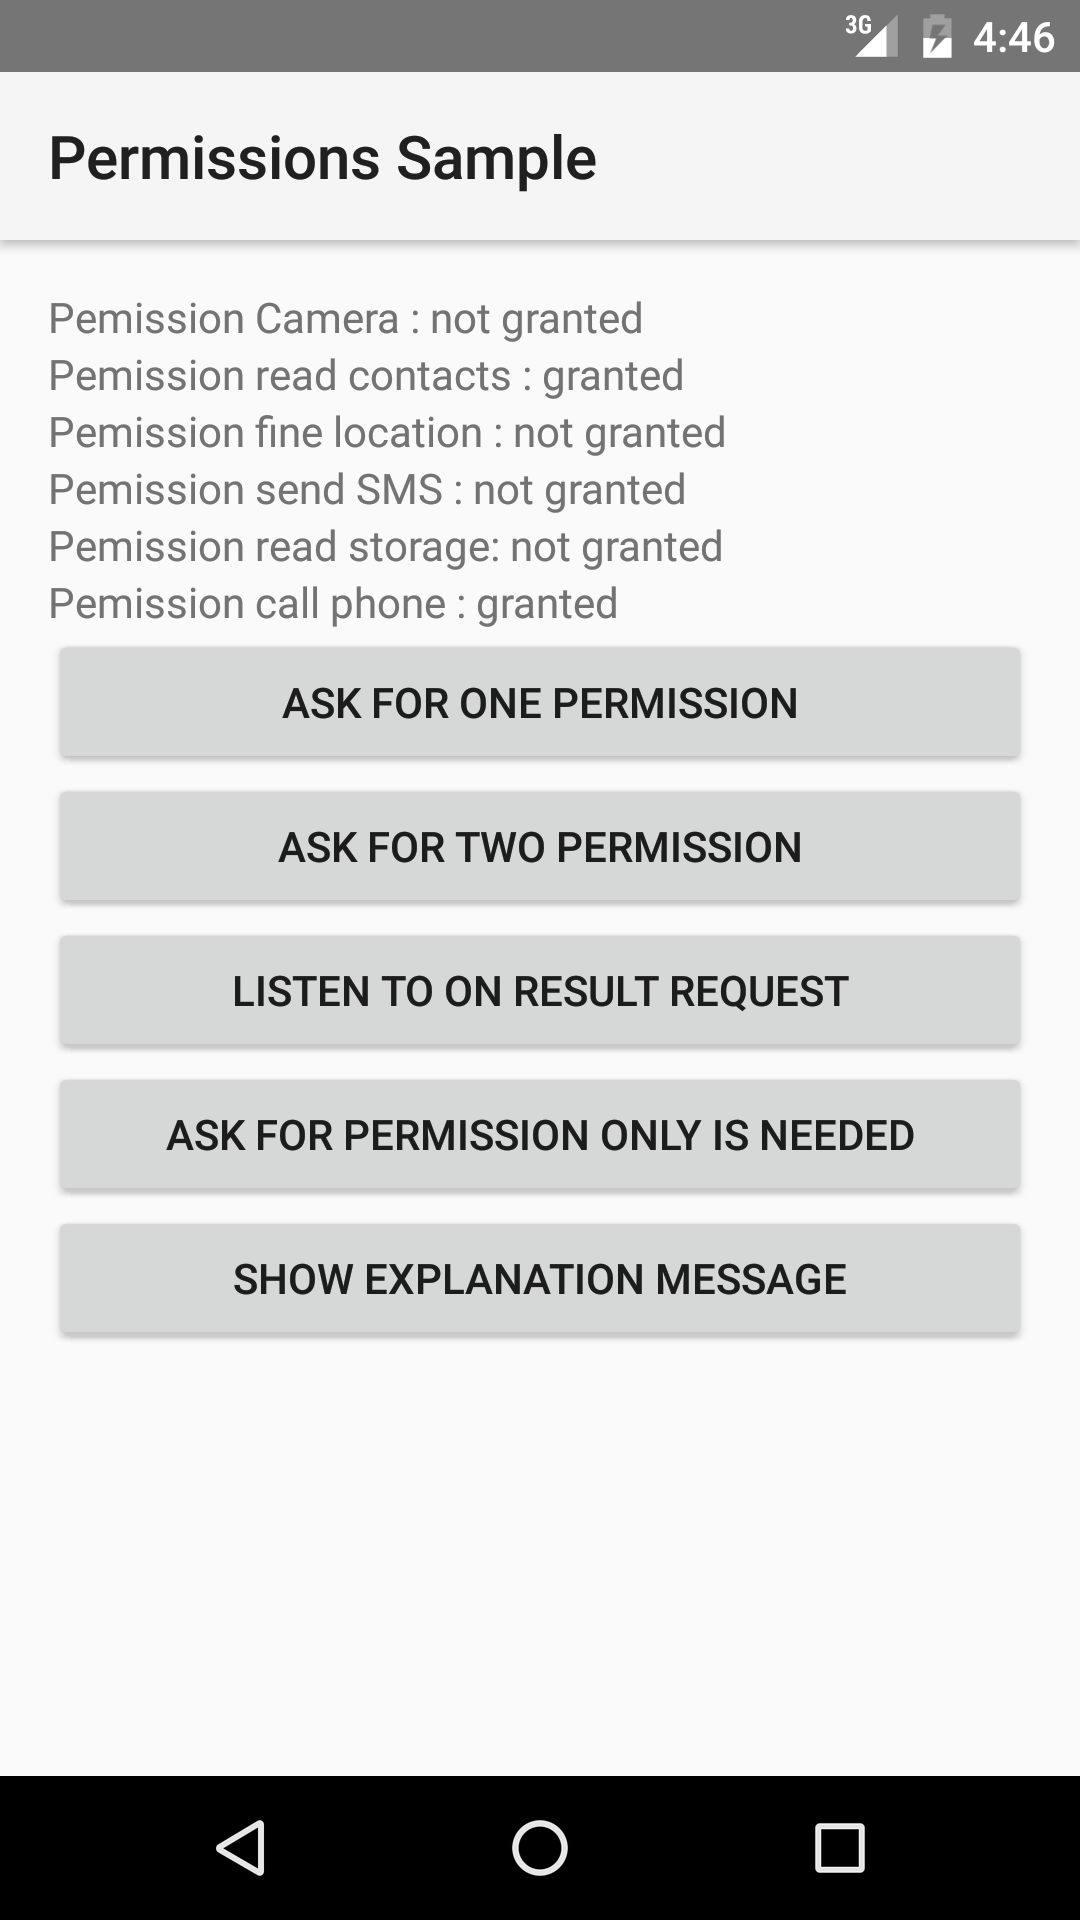 3G 4:46
Permissions Sample
Pemission Camera : not granted
Pemission read contacts : granted
Pemission fine location : not granted
Pemission send SMS : not granted
Pemission read storage: not granted
Pemission call phone : granted
ASK FOR ONE PERMISSION
ASK FOR TWO PERMISSION
LISTEN TO ON RESULT REQUEST
ASK FOR PERMISSION ONLY IS NEEDED
SHOW EXPLANATION MESSAGE